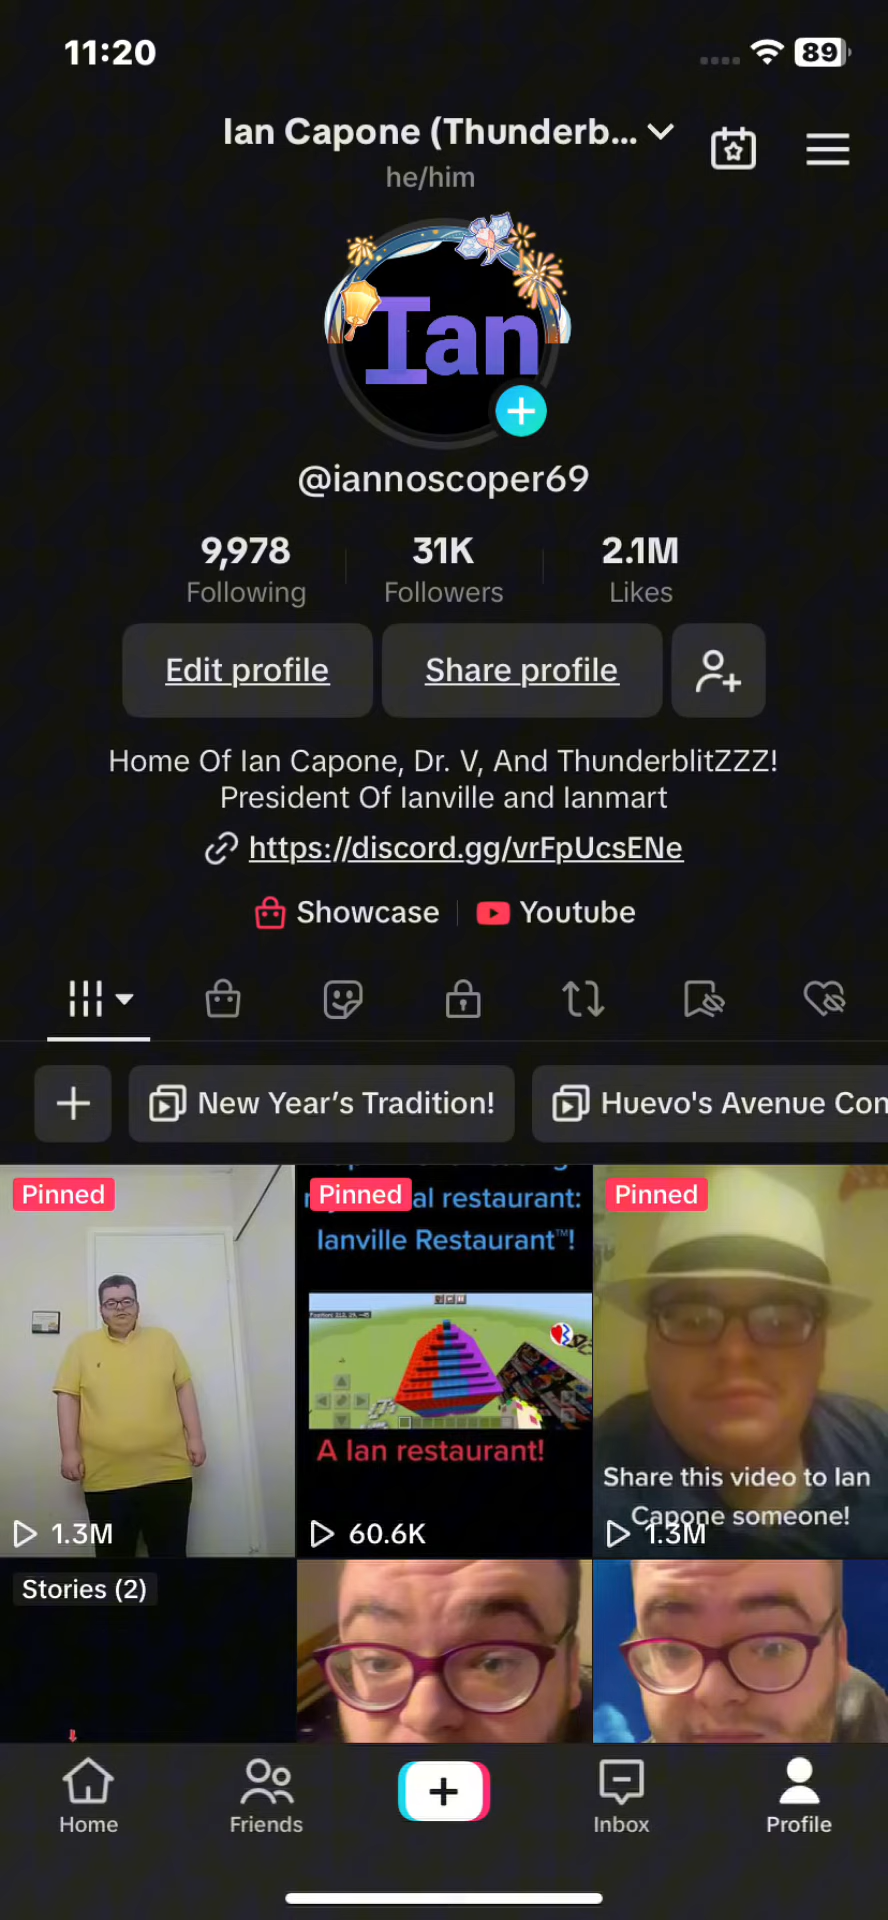 11:20
89
Ian Capone (Thunderb...
he/him
Ian
@iannoscoper69
9,978
Following
31K
Followers
2.1M
Likes
Edit profile
Share profile
Home Of Ian Capone, Dr. V, And ThunderblitZZZ!
President Of Ianville and Ianmart
https://discord.gg/vrFpUcsENe
Showcase
Youtube
New Year’s Tradition!
Huevo's Avenue Con
Pinned
1.3M
Pinned
al restaurant:
Ianville Restaurant™!
A Ian restaurant!
60.6K
Pinned
Share this video to Ian
Capone someone!
1.3M
Stories (2)
Home
Friends
Inbox
Profile